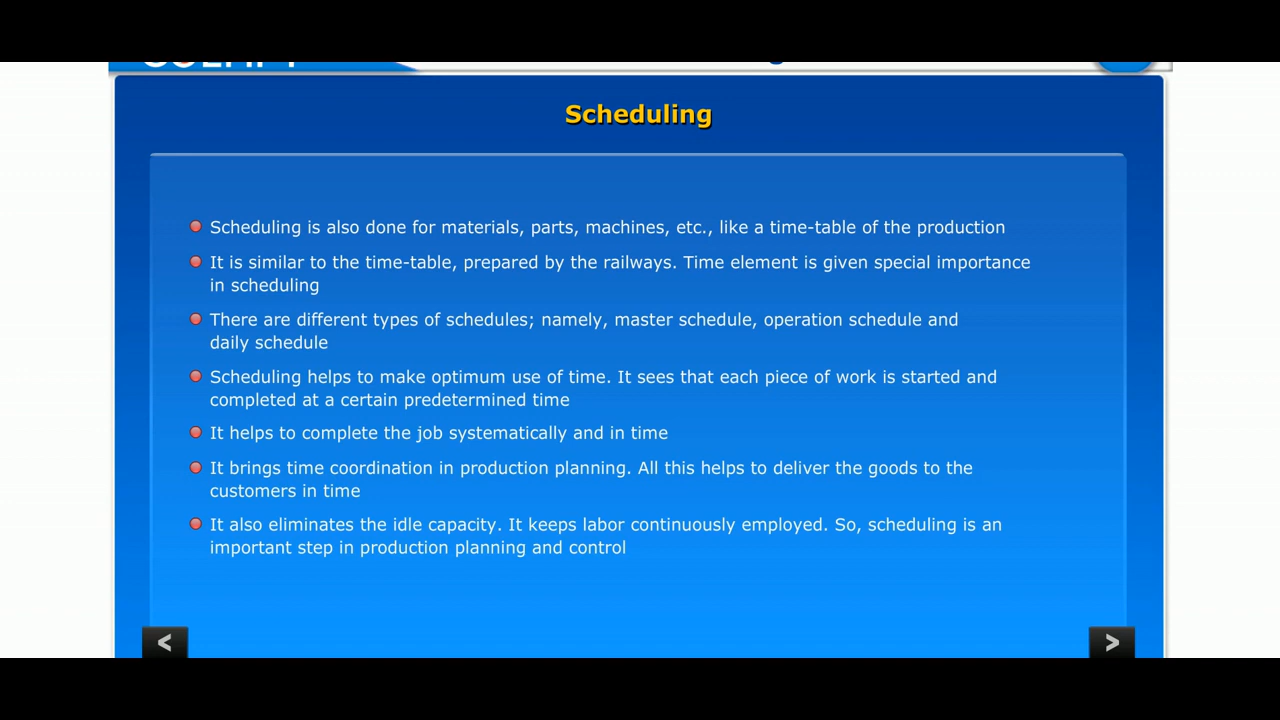 Scheduling
Scheduling is also done for materials, parts, machines, etc., like a time-table of the production
It is similar to the time-table, prepared by the railways. Time element is given special importance
in scheduling
There are different types of schedules; namely, master schedule, operation schedule and
daily schedule
Scheduling helps to make optimum use of time. It sees that each piece of work is started and
completed at a certain predetermined time
It helps to complete the job systematically and in time
It brings time coordination in production planning. All this helps to deliver the goods to the
customers in time
It also eliminates the idle capacity. It keeps labor continuously employed. So, scheduling is an
important step in production planning and control